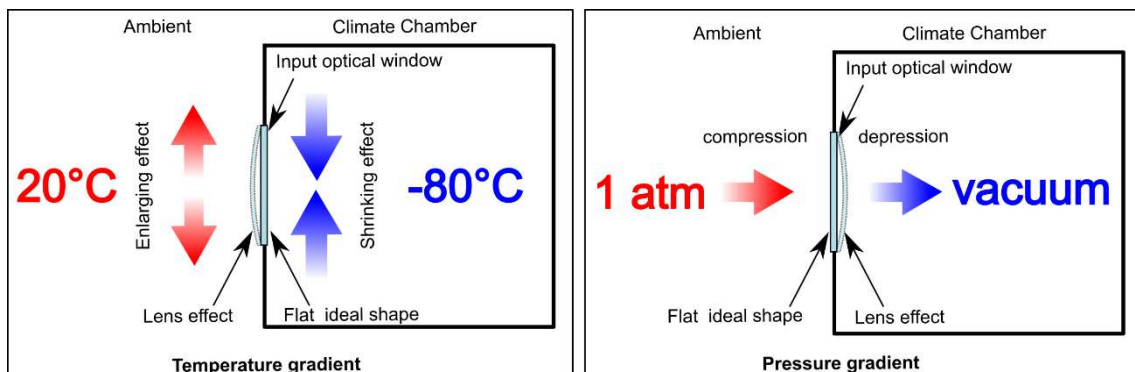 Ambient
Climate Chamber
Input optical window
Enlarging effect
Shrinking effect
20°C
-80°C
Lens effect
Flat ideal shape
Temperature gradient
Ambient
Climate Chamber
Input optical window
compression
depression
1 atm
vacuum
Flat ideal shape
Lens effect
Pressure gradient